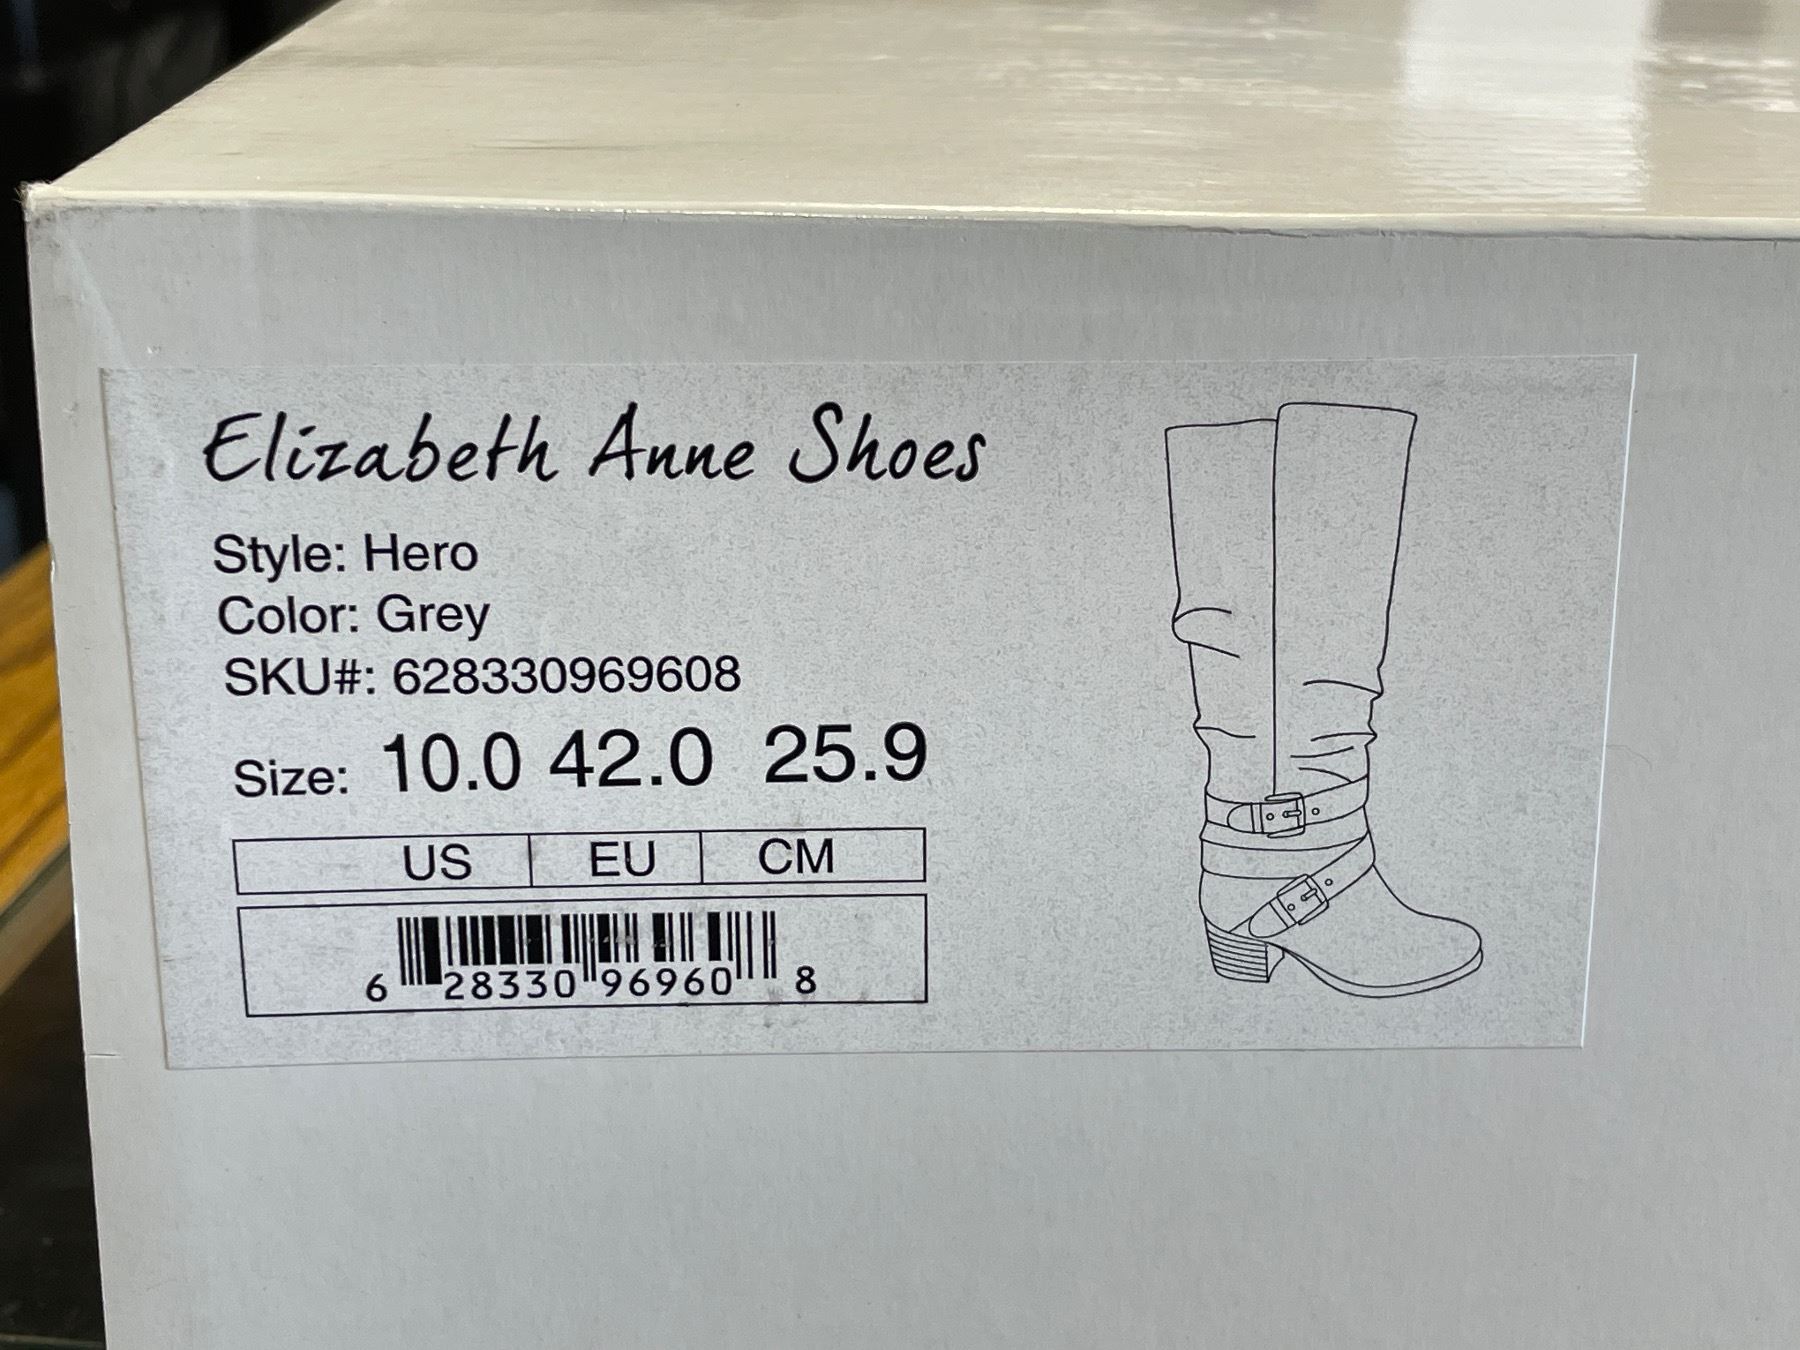 Elizabeth Anne Shoes
Style: Hero
Color: Grey
SKU#: 628330969608
Size: 10.0 42.0 25.9
US EU CM
6 28330 96960 8